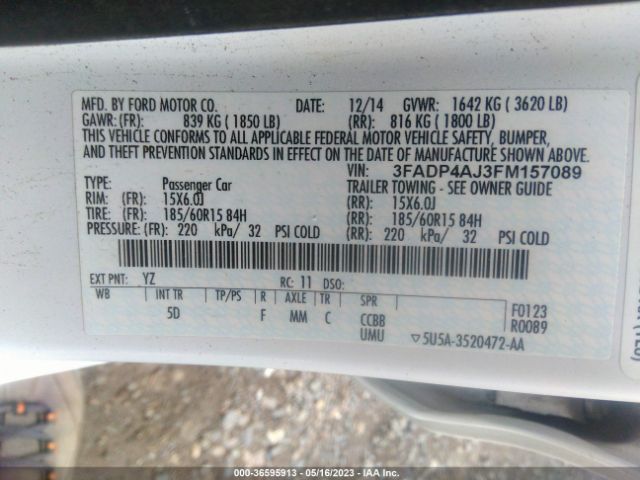 MFD. BY FORD MOTOR CO. DATE: 12/14 GVWR: 1642 KG ( 3620 LB)
GAWR: (FR): 839 KG ( 1850 LB) (RR): 816 KG ( 1800 LB)
THIS VEHICLE CONFORMS TO ALL APPLICABLE FEDERAL MOTOR VEHICLE SAFETY, BUMPER,
AND THEFT PREVENTION STANDARDS IN EFFECT ON THE DATE OF MANUFACTURE SHOWN ABOVE.
VIN: 3FADP4AJ3FM157089
TYPE: Passenger Car TRAILER TOWING - SEE OWNER GUIDE
RIM: (FR): 15X6.0J (RR): 15X6.0J
TIRE: (FR): 185/60R15 84H (RR): 185/60R15 84H
PRESSURE: (FR): 220 kPa/ 32 PSI COLD (RR): 220 kPa/ 32 PSI COLD
EXT PNT: YZ RC: 11 DSO:
WB INT TR TP/PS R AXLE TR SPR
5D F MM C CCBB
UMU
F0123
R0089
▽5U5A-3520472-AA
000-36595913 - 05/16/2023 - IAA Inc.